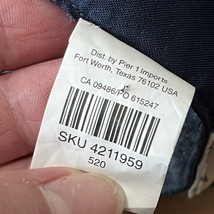 Dist. by Pier 1 Imports
Fort Worth, Texas 76102 USA
CA 09486/PO 615247
SKU 4211959
520